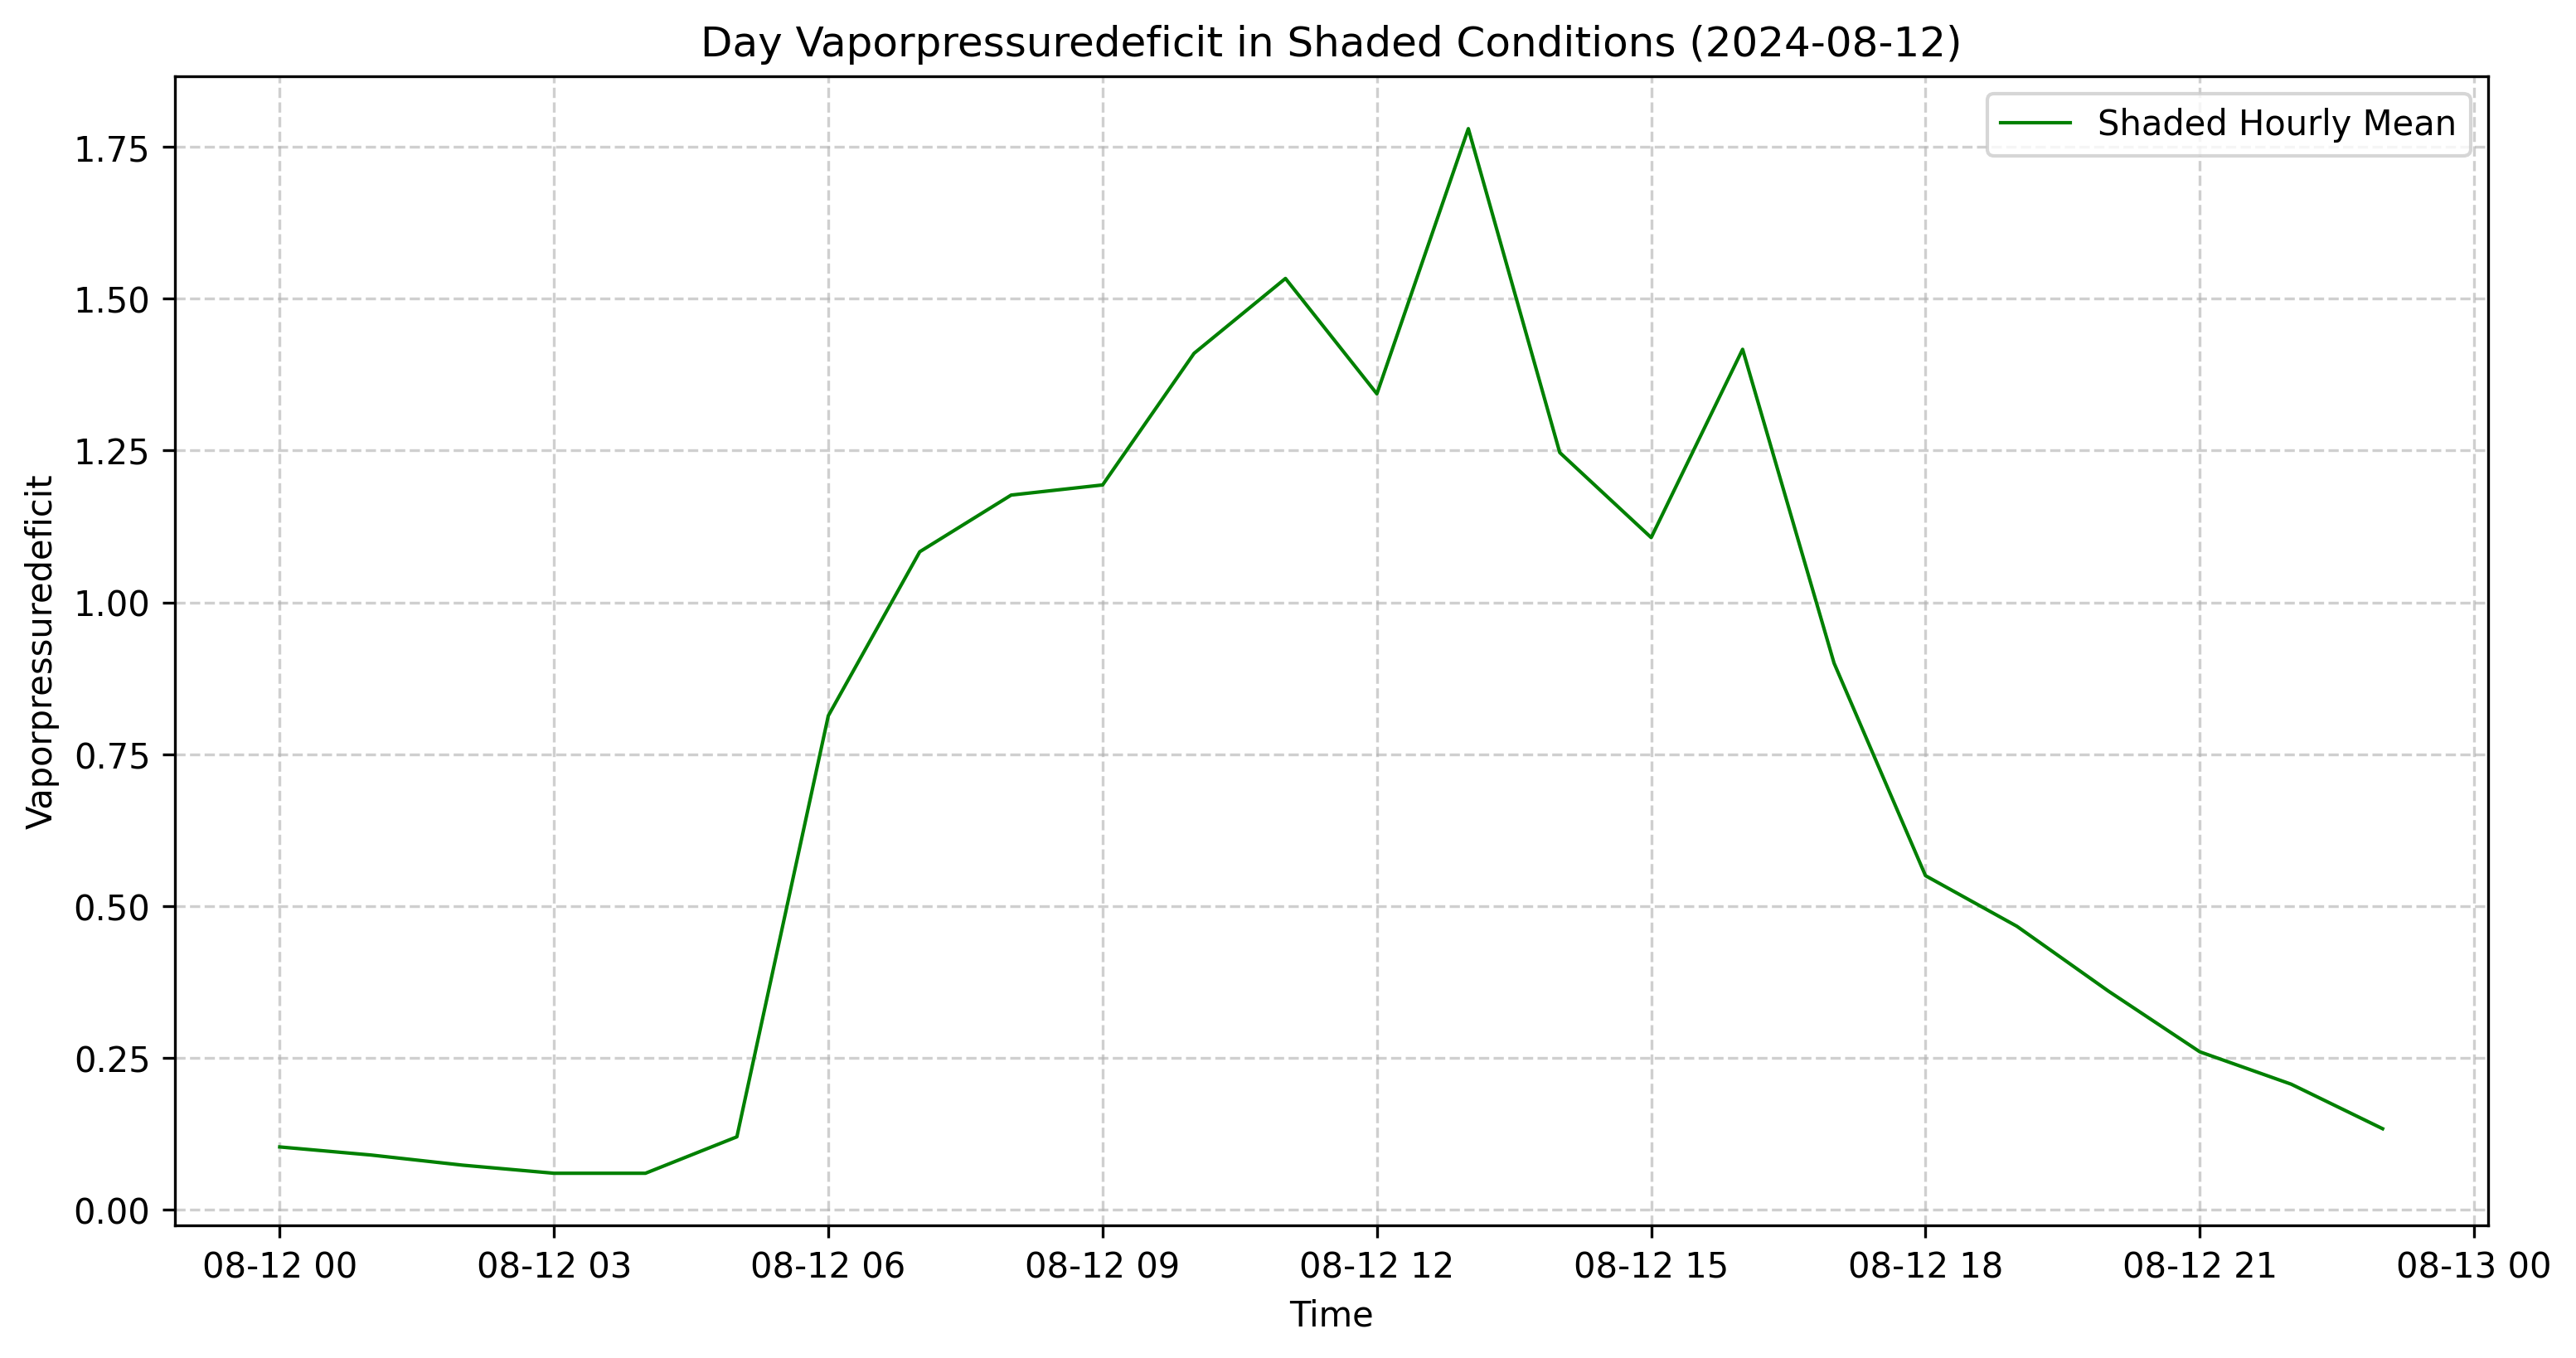 Day Vaporpressuredeficit in Shaded Conditions (2024-08-12)
Shaded Hourly Mean
Vaporpressuredeficit
1.75
1.50
1.25
1.00
0.75
0.50
0.25
0.00
08-12 00 08-12 03 08-12 06 08-12 09 08-12 12 08-12 15 08-12 18 08-12 21 08-13 00
Time